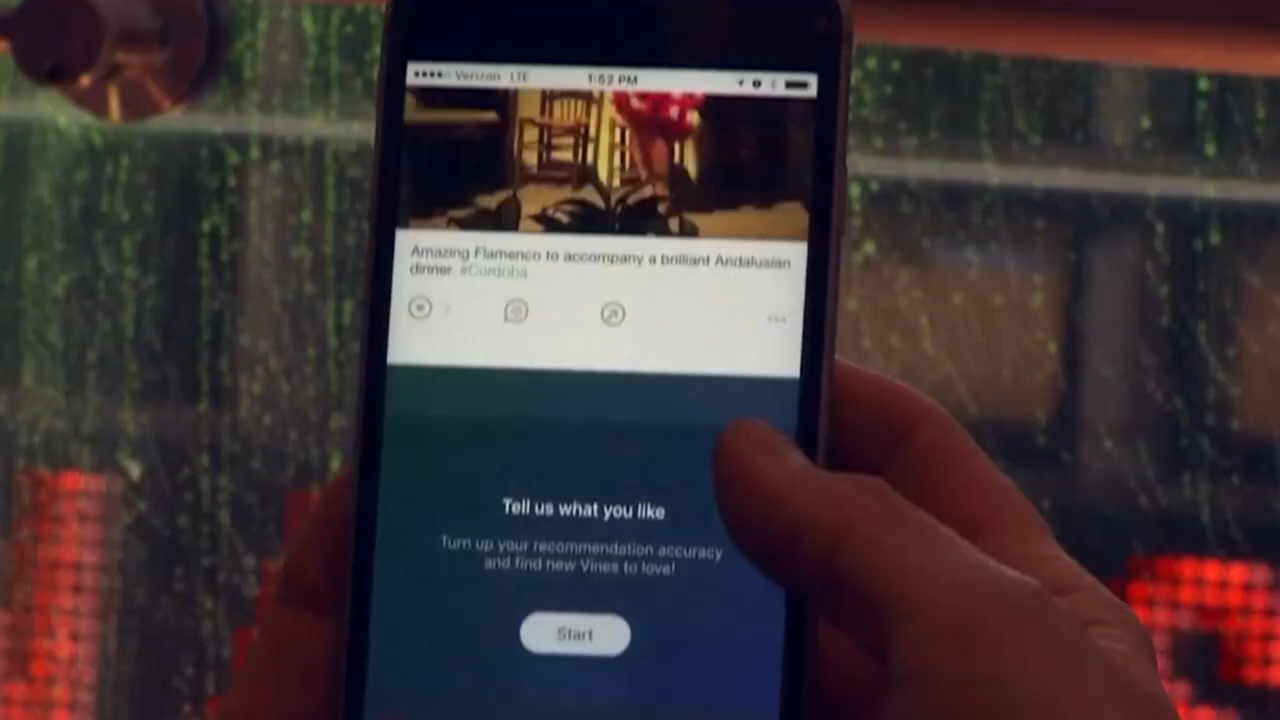 Verizon LTE 1:52 PM
Amazing Flamenco to accompany a brilliant Andalusian
dinner. #Cordoba
Tell us what you like
Turn up your recommendation accuracy
and find new Vines to love!
Start